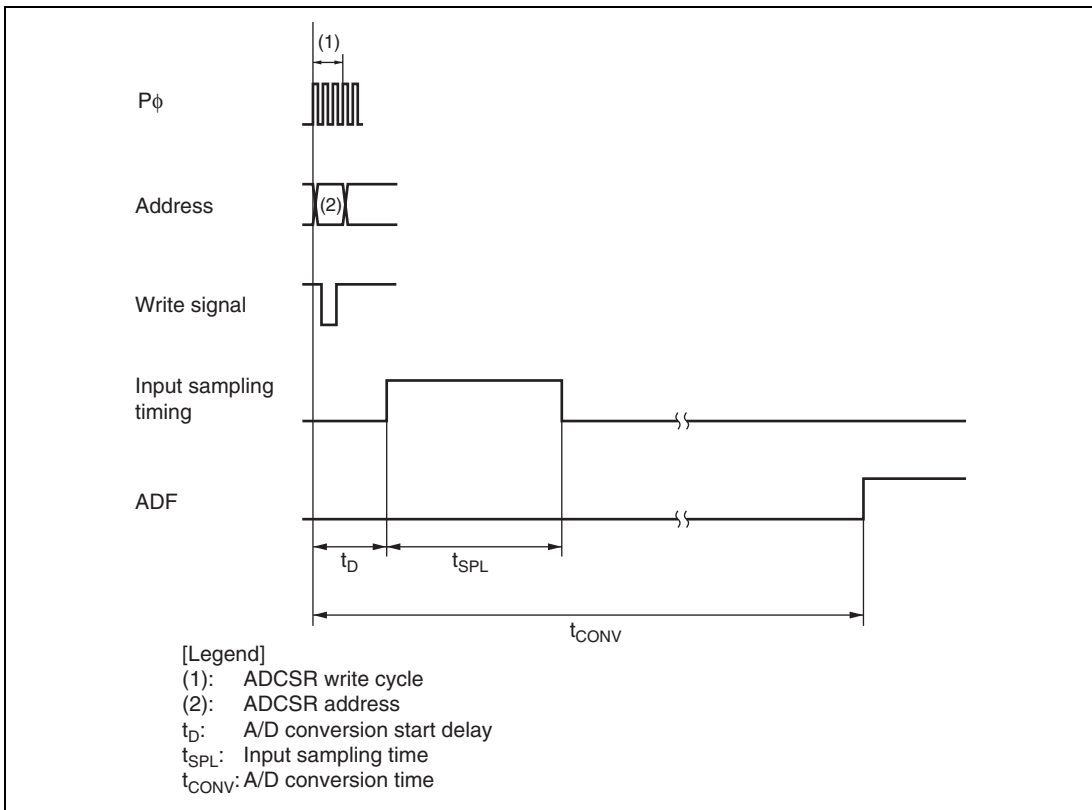 (1)
Pφ
Address
(2)
Write signal
Input sampling
timing
ADF
tD
tSPL
tCONV
[Legend]
(1): ADCSR write cycle
(2): ADCSR address
tD: A/D conversion start delay
tSPL: Input sampling time
tCONV: A/D conversion time